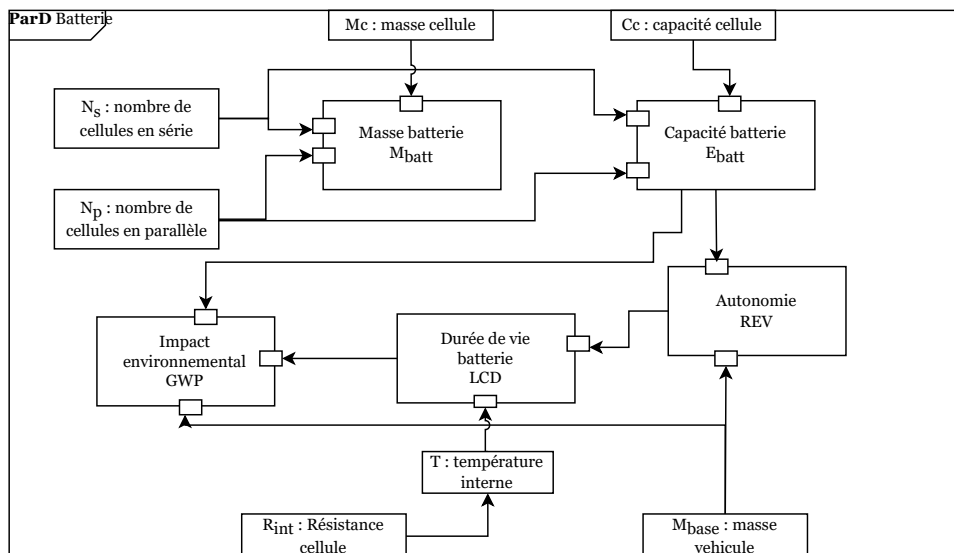 ParD Batterie
Mc : masse cellule
Cc : capacité cellule
Ns : nombre de
cellules en série
Masse batterie
Mbatt
Capacité batterie
Ebatt
Np : nombre de
cellules en parallèle
Autonomie
REV
Impact
environnemental
GWP
Durée de vie
batterie
LCD
T : température
interne
Rint : Résistance
cellule
Mbase : masse
vehicule